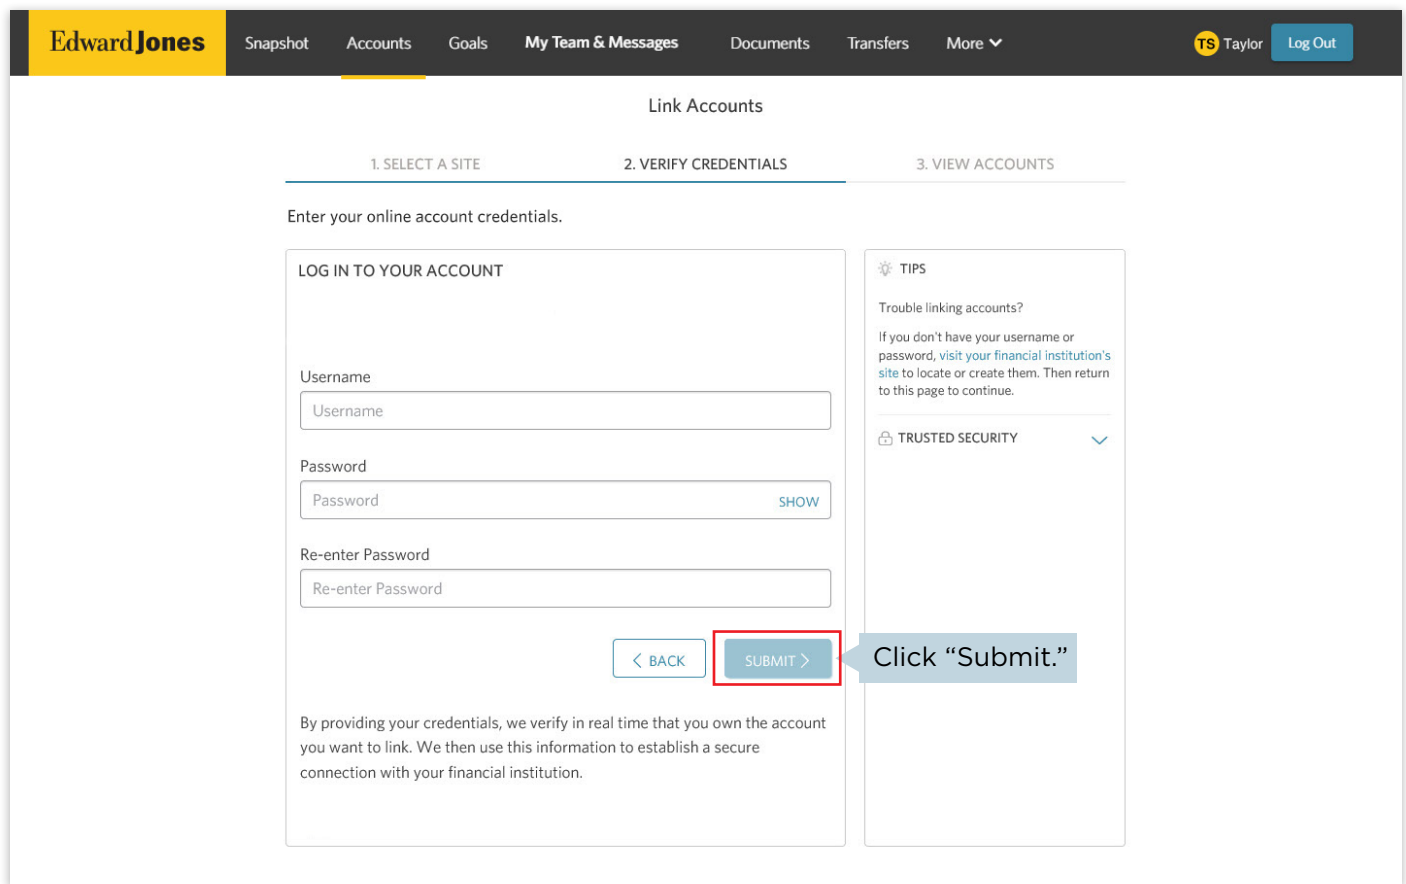 Edward Jones
Snapshot Accounts Goals My Team & Messages Documents Transfers More
TS Taylor Log Out
Link Accounts
1. SELECT A SITE 2. VERIFY CREDENTIALS 3. VIEW ACCOUNTS
Enter your online account credentials.
LOG IN TO YOUR ACCOUNT
Username
Username
Password
Password SHOW
Re-enter Password
Re-enter Password
BACK SUBMIT
Click “Submit.”
By providing your credentials, we verify in real time that you own the account
you want to link. We then use this information to establish a secure
connection with your financial institution.
TIPS
Trouble linking accounts?
If you don't have your username or
password, visit your financial institution's
site to locate or create them. Then return
to this page to continue.
TRUSTED SECURITY